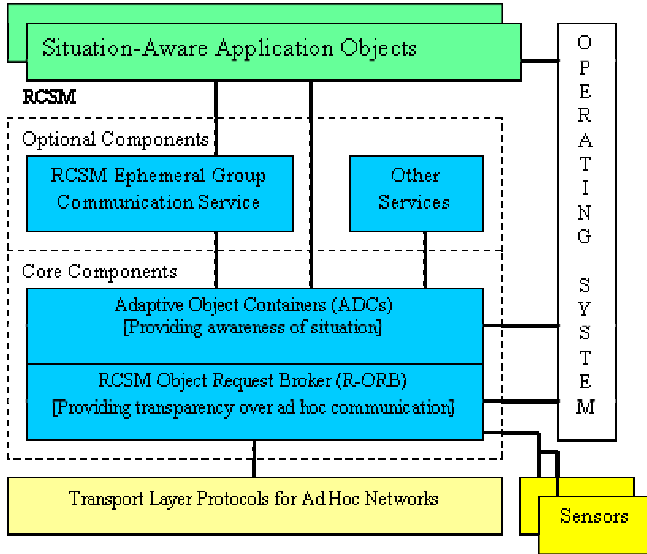 Situation-Aware Application Objects
RCSM
Optional Components
RCSM Ephemeral Group
Communication Service
Other
Services
Core Components
Adaptive Object Containers (ADCs)
[Providing awareness of situation]
RCSM Object Request Broker (R-ORB)
[Providing transparency over ad hoc communication]
Transport Layer Protocols for Ad Hoc Networks
Sensors
OPERATING SYSTEM